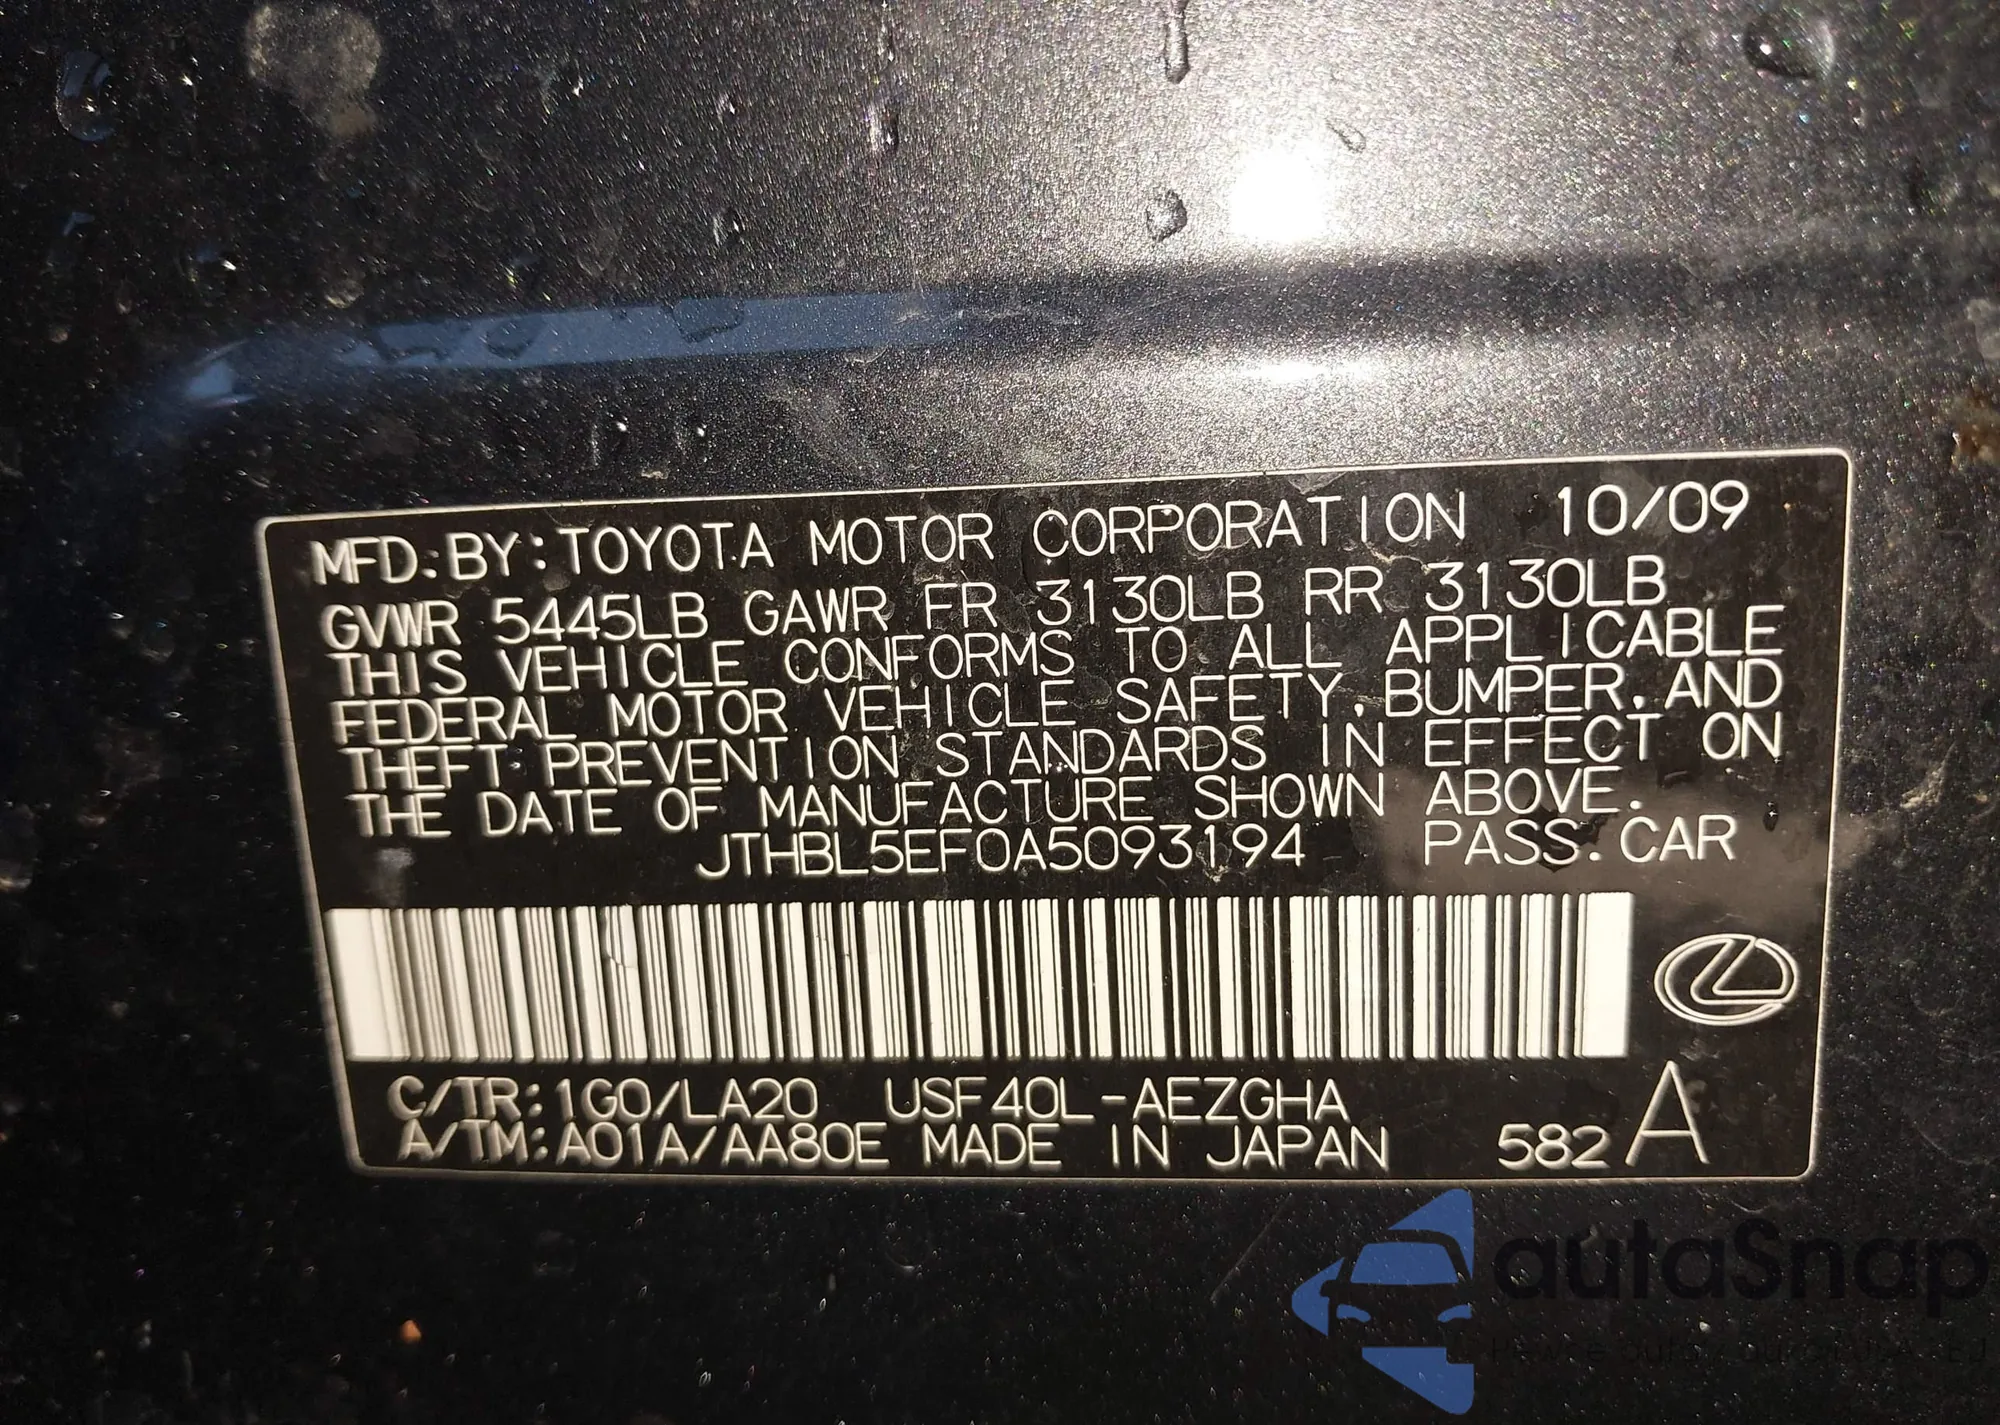 MFD. BY: TOYOTA MOTOR CORPORATION 10/09
GVWR 5445LB GAWR FR 3130LB RR 3130LB
THIS VEHICLE CONFORMS TO ALL APPLICABLE
FEDERAL MOTOR VEHICLE SAFETY, BUMPER, AND
THEFT PREVENTION STANDARDS IN EFFECT ON
THE DATE OF MANUFACTURE SHOWN ABOVE.
JTHBL5EF0A5093194 PASS. CAR
C/TR: 1G0/LA20 USF40L-AEZGHA
A/TM: A01A/AA80E MADE IN JAPAN 582 A
autaSnap